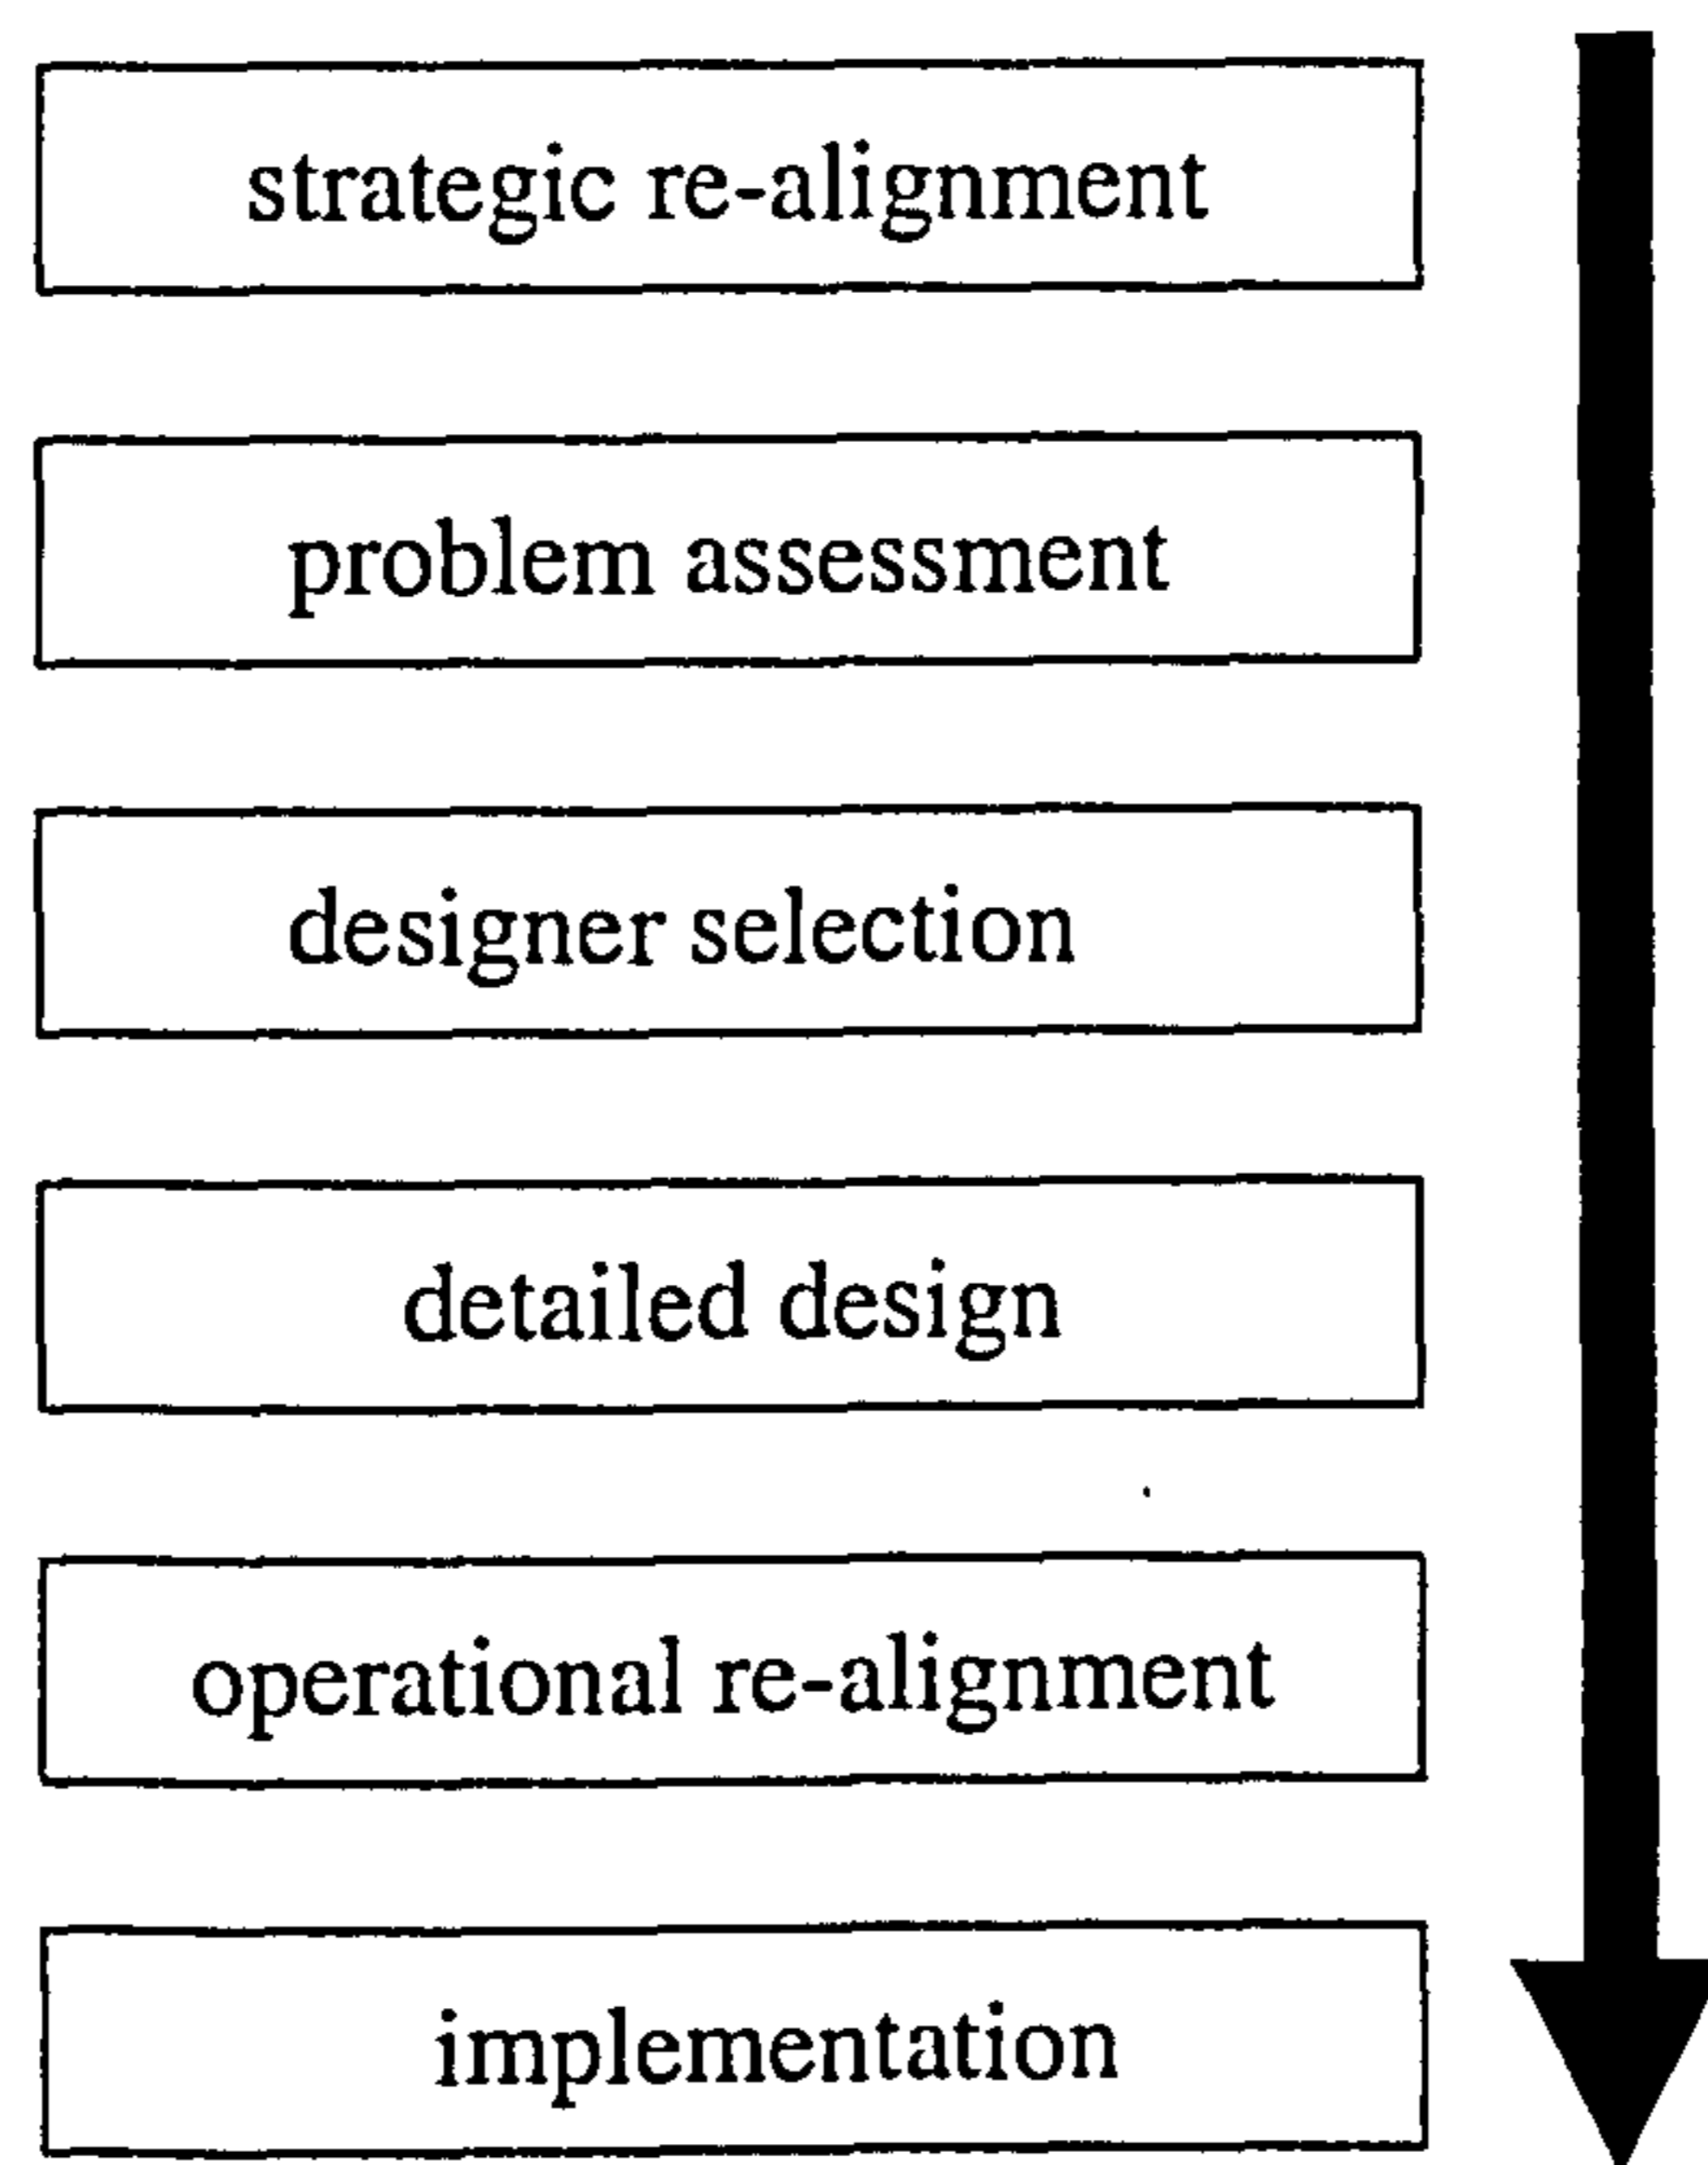 strategic re-alignment
problem assessment
designer selection
detailed design
operational re-alignment
implementation